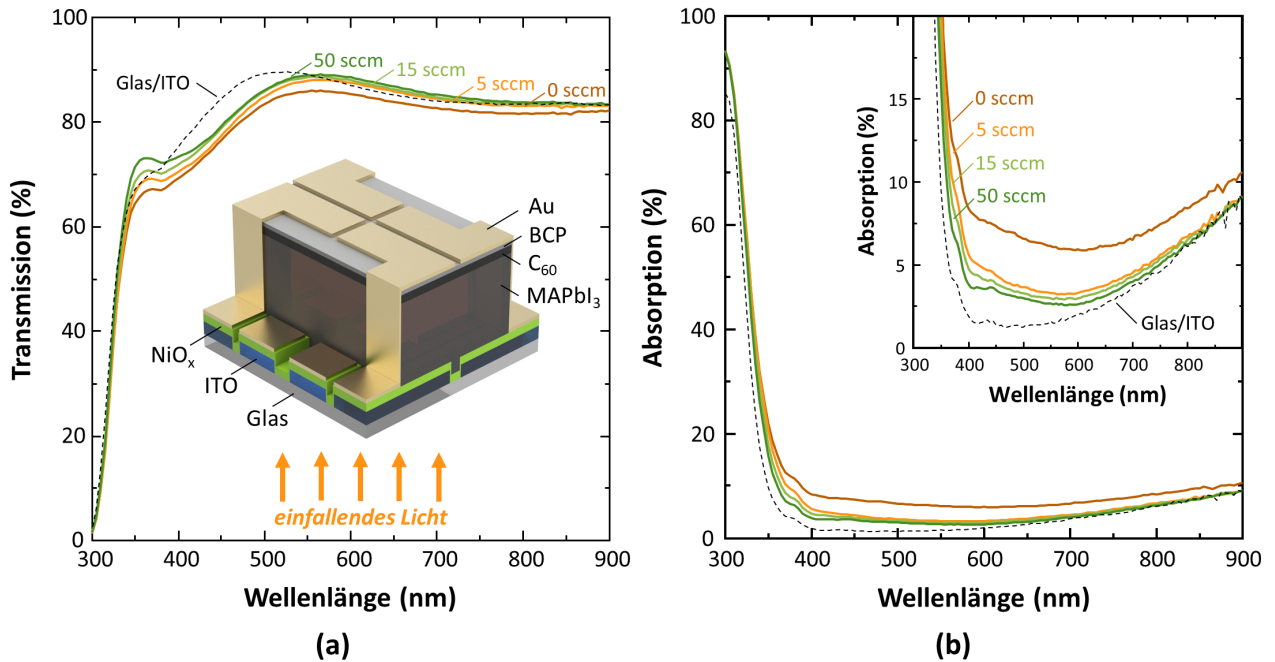 100
80
60
40
20
0
300
400
500
600
700
800
900
Transmission (%)
Wellenlänge (nm)
Glas/ITO
50 sccm
15 sccm
5 sccm
0 sccm
Au
BCP
C₆₀
MAPbI₃
NiOₓ
ITO
Glas
einfallendes Licht
(a)
100
80
60
40
20
0
300
400
500
600
700
800
900
Absorption (%)
Wellenlänge (nm)
15
10
5
0
300
400
500
600
700
800
Absorption (%)
Wellenlänge (nm)
0 sccm
5 sccm
15 sccm
50 sccm
Glas/ITO
(b)